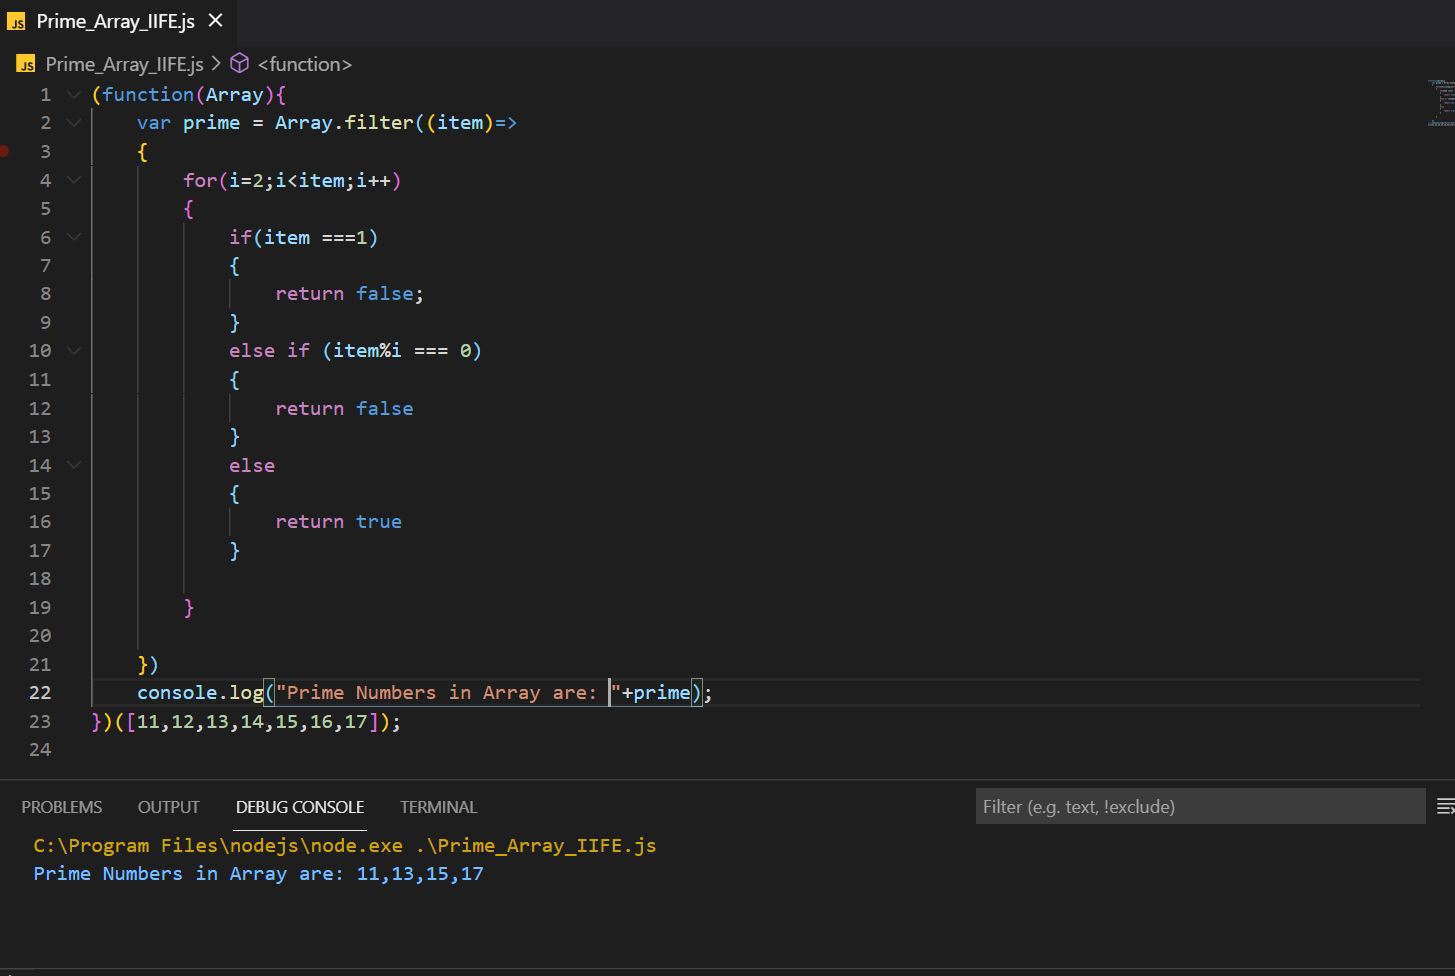 JS Prime_Array_IIFE.js ×
JS Prime_Array_IIFE.js > <function>
1 (function(Array){
2 var prime = Array.filter((item)=>
3 {
4 for(i=2;i<item;i++)
5 {
6 if(item ===1)
7 {
8 return false;
9 }
10 else if (item%i === 0)
11 {
12 return false
13 }
14 else
15 {
16 return true
17 }
18
19 }
20
21 })
22 console.log("Prime Numbers in Array are: "+prime);
23 })([11,12,13,14,15,16,17]);
24
PROBLEMS OUTPUT DEBUG CONSOLE TERMINAL Filter (e.g. text, !exclude)
C:\Program Files\nodejs\node.exe .\Prime_Array_IIFE.js
Prime Numbers in Array are: 11,13,15,17